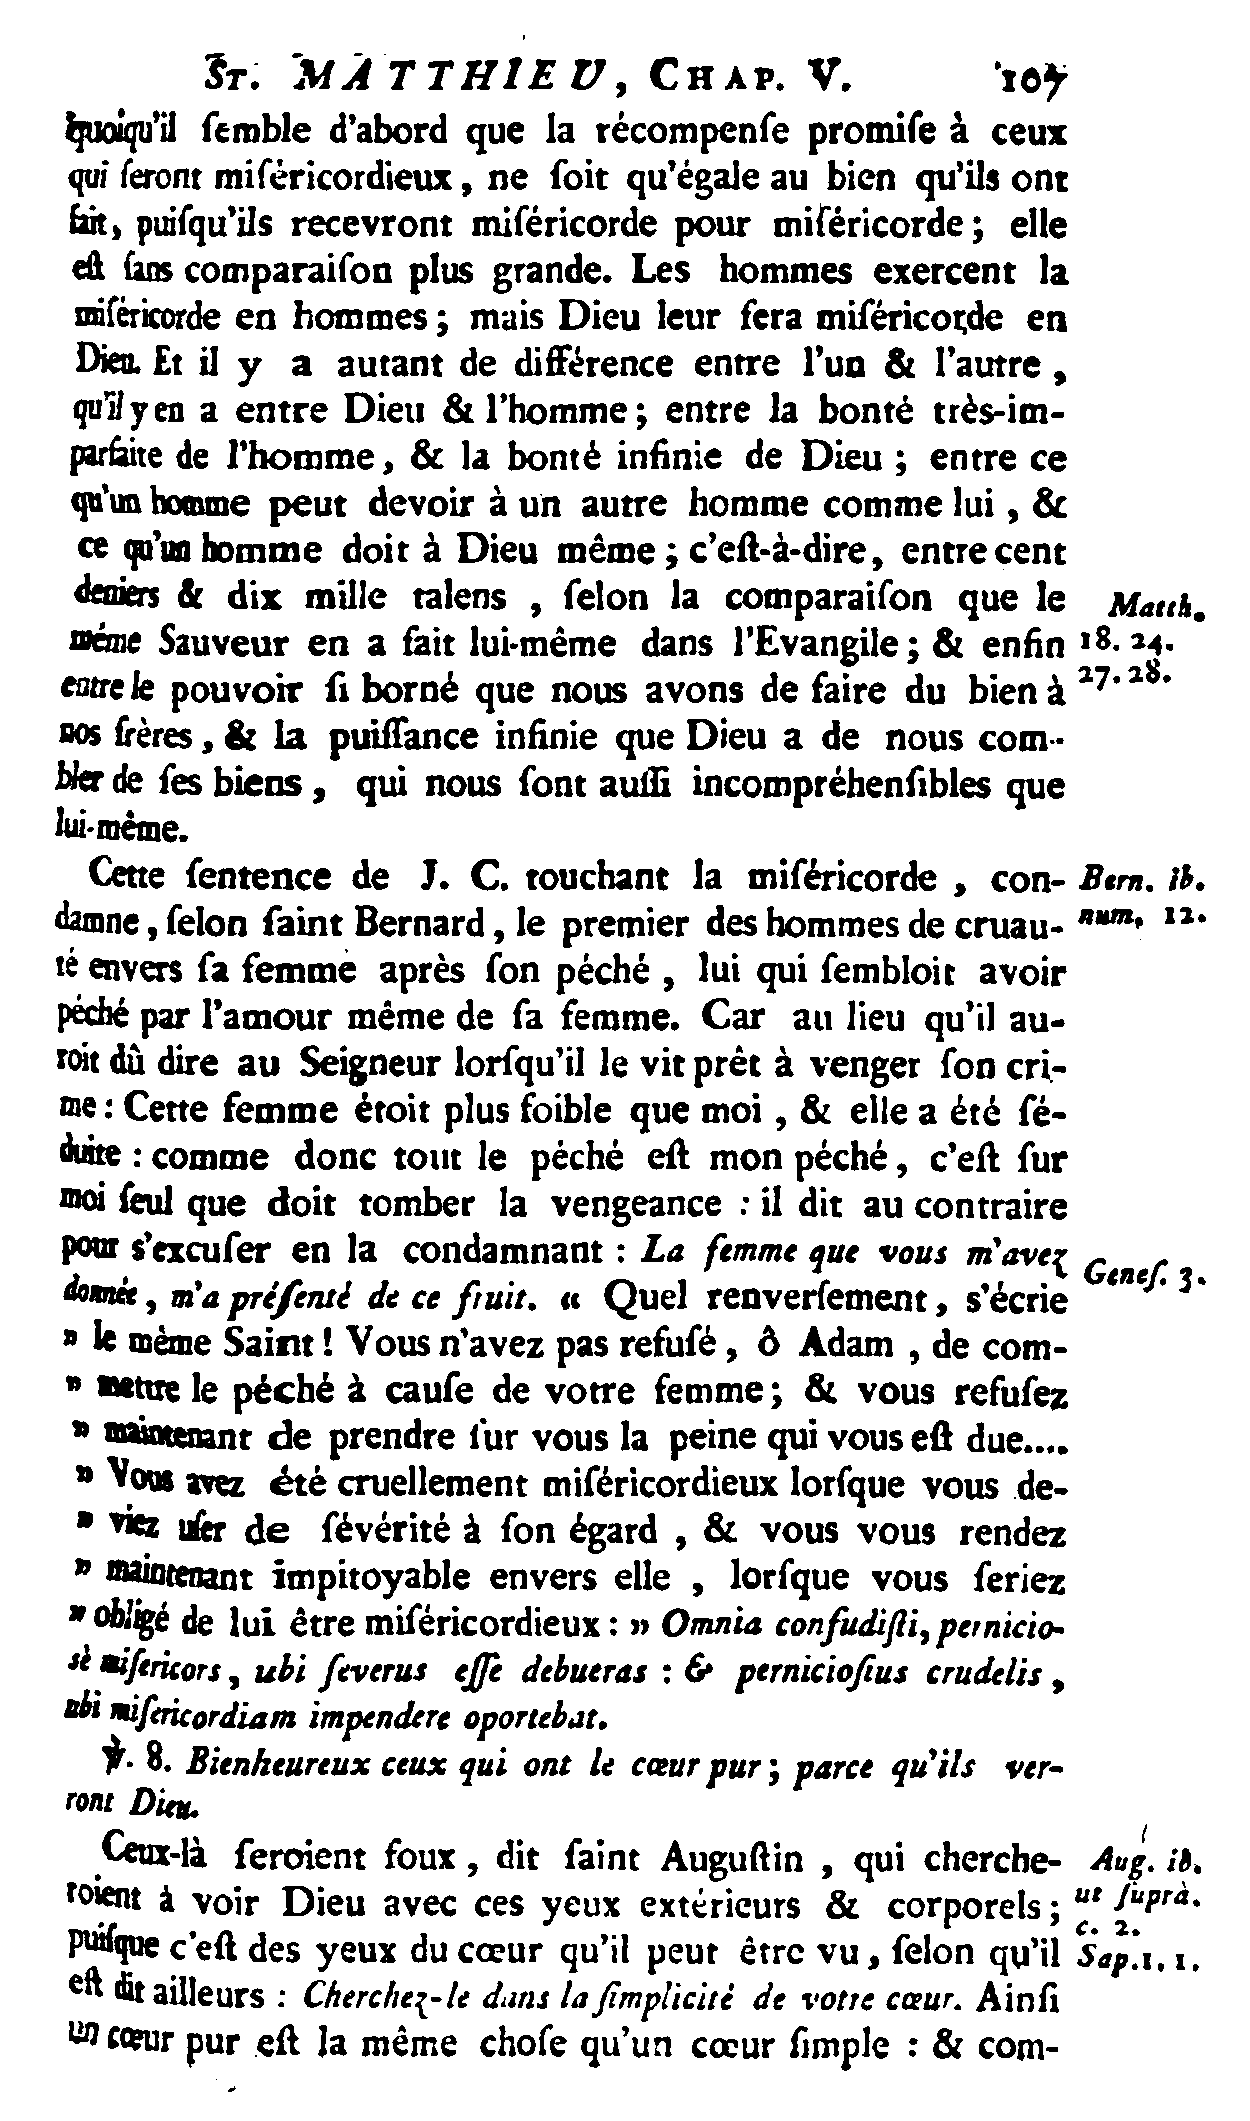 ST. MATTHIEU, CHAP. V. 107
quoiqu'il ſemble d'abord que la récompenſe promiſe à ceux
qui ſeront miſéricordieux, ne ſoit qu'égale au bien qu'ils ont
fait, puiſqu'ils recevront miſéricorde pour miſéricorde; elle
eſt ſans comparaiſon plus grande. Les hommes exercent la
miſéricorde en hommes; mais Dieu leur fera miſéricorde en
Dieu. Et il y a autant de différence entre l'un & l'autre,
qu'il y en a entre Dieu & l'homme; entre la bonté très-im-
parfaite de l'homme, & la bonté infinie de Dieu; entre ce
qu'un homme peut devoir à un autre homme comme lui, &
ce qu'un homme doit à Dieu même; c'eſt-à-dire, entre cent
deniers & dix mille talens, ſelon la comparaiſon que le
Matth.
même Sauveur en a fait lui-même dans l'Evangile; & enfin
18. 24.
entre le pouvoir ſi borné que nous avons de faire du bien à
27. 28.
nos frères, & la puiſſance infinie que Dieu a de nous com-
bler de ſes biens, qui nous ſont auſſi incompréhenſibles que
lui-même.
Cette ſentence de J. C. touchant la miſéricorde, con-
Bern. ib.
damne, ſelon ſaint Bernard, le premier des hommes de cruau-
num. 12.
té envers ſa femme après ſon péché, lui qui ſembloit avoir
péché par l'amour même de ſa femme. Car au lieu qu'il au-
roit dû dire au Seigneur lorſqu'il le vit prêt à venger ſon cri-
me: Cette femme étoit plus foible que moi, & elle a été ſé-
duite: comme donc tout le péché eſt mon péché, c'eſt ſur
moi ſeul que doit tomber la vengeance: il dit au contraire
pour s'excuſer en la condamnant: La femme que vous m'avez
Geneſ. 3.
donnée, m'a préſenté de ce fruit. « Quel renverſement, s'écrie
» le même Saint! Vous n'avez pas refuſé, ô Adam, de com-
» mettre le péché à cauſe de votre femme; & vous refuſez
» maintenant de prendre ſur vous la peine qui vous eſt due....
» Vous avez été cruellement miſéricordieux lorſque vous de-
» viez uſer de ſévérité à ſon égard, & vous vous rendez
» maintenant impitoyable envers elle, lorſque vous ſeriez
» obligé de lui être miſéricordieux: » Omnia confudiſti, pernicio-
sè miſericors, ubi ſeverus eſſe debueras: & pernicioſius crudelis,
ubi miſericordiam impendere oportebat.
℣. 8. Bienheureux ceux qui ont le cœur pur; parce qu'ils ver-
ront Dieu.
Ceux-là ſeroient foux, dit ſaint Auguſtin, qui cherche-
Aug. ib.
roient à voir Dieu avec ces yeux extérieurs & corporels;
ut ſuprà.
c. 2.
puiſque c'eſt des yeux du cœur qu'il peut être vu, ſelon qu'il
Sap. 1. 1.
eſt dit ailleurs: Cherchez-le dans la ſimplicité de votre cœur. Ainſi
un cœur pur eſt la même choſe qu'un cœur ſimple: & com-